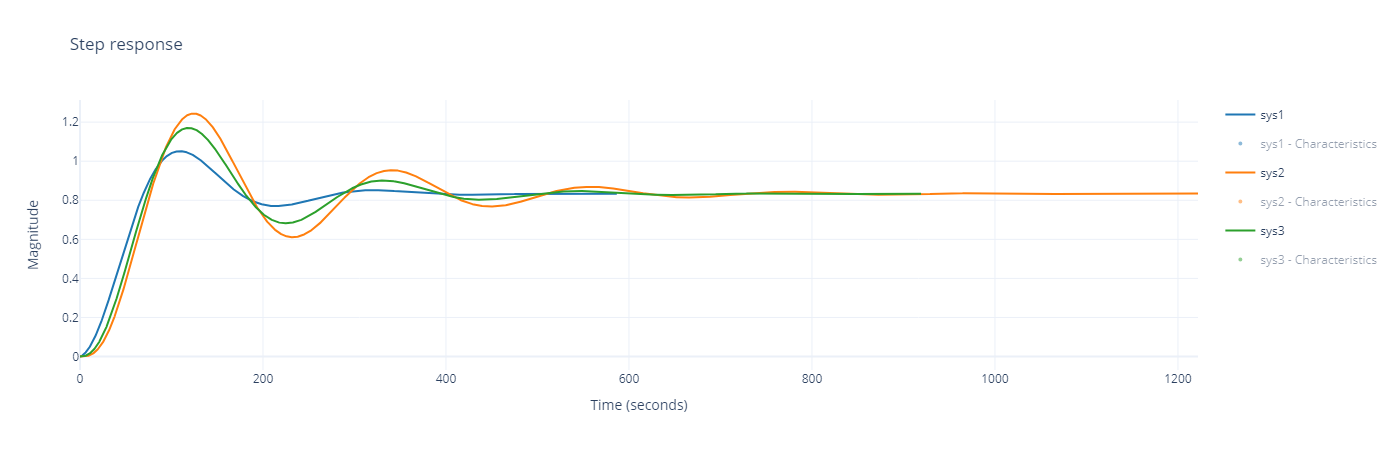 Step response
Magnitude
1.2
1
0.8
0.6
0.4
0.2
0
0
200
400
600
800
1000
1200
Time (seconds)
sys1
sys1 - Characteristics
sys2
sys2 - Characteristics
sys3
sys3 - Characteristics